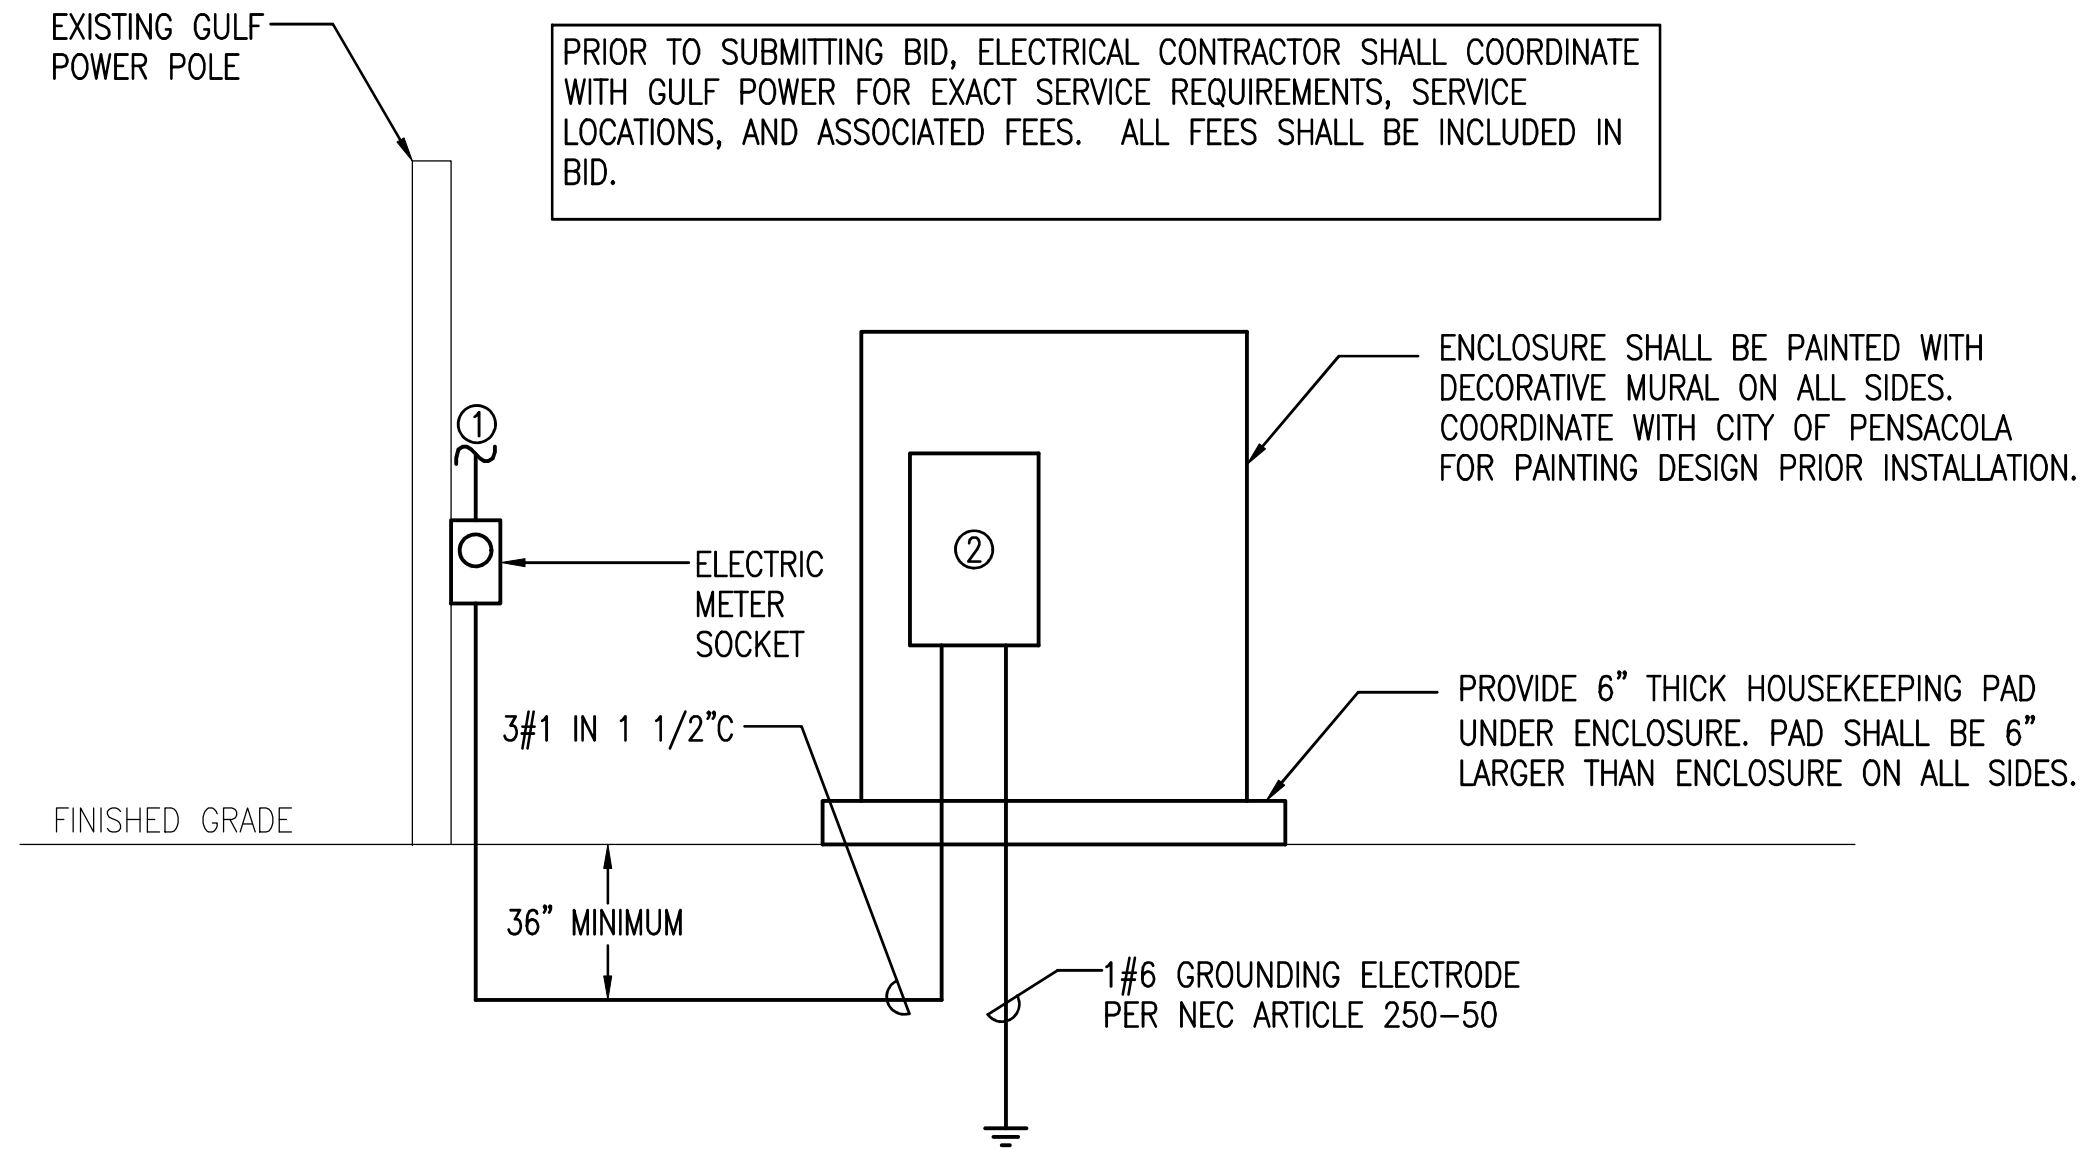 EXISTING GULF
POWER POLE
PRIOR TO SUBMITTING BID, ELECTRICAL CONTRACTOR SHALL COORDINATE
WITH GULF POWER FOR EXACT SERVICE REQUIREMENTS, SERVICE
LOCATIONS, AND ASSOCIATED FEES. ALL FEES SHALL BE INCLUDED IN
BID.
ENCLOSURE SHALL BE PAINTED WITH
DECORATIVE MURAL ON ALL SIDES.
COORDINATE WITH CITY OF PENSACOLA
FOR PAINTING DESIGN PRIOR INSTALLATION.
1
2
ELECTRIC
METER
SOCKET
3#1 IN 1 1/2"C
PROVIDE 6" THICK HOUSEKEEPING PAD
UNDER ENCLOSURE. PAD SHALL BE 6"
LARGER THAN ENCLOSURE ON ALL SIDES.
FINISHED GRADE
36" MINIMUM
1#6 GROUNDING ELECTRODE
PER NEC ARTICLE 250-50